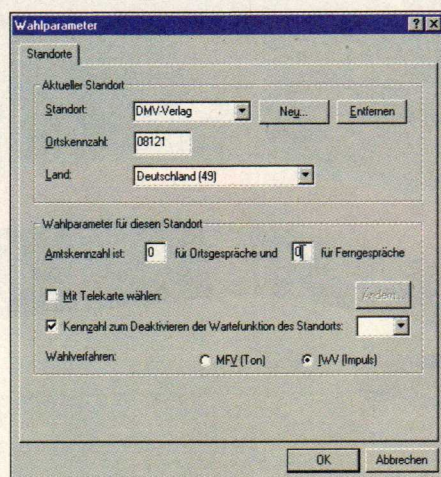 Wahlparameter
Standorte
Aktueller Standort
Standort: DMV-Verlag Neu... Entfernen
Ortskennzahl: 08121
Land: Deutschland (49)
Wahlparameter für diesen Standort
Amtskennzahl ist: 0 für Ortsgespräche und 0 für Ferngespräche
Mit Telekarte wählen: Ändern...
Kennzahl zum Deaktivieren der Wartefunktion des Standorts:
Wahlverfahren: MFV (Ton) IWV (Impuls)
OK Abbrechen